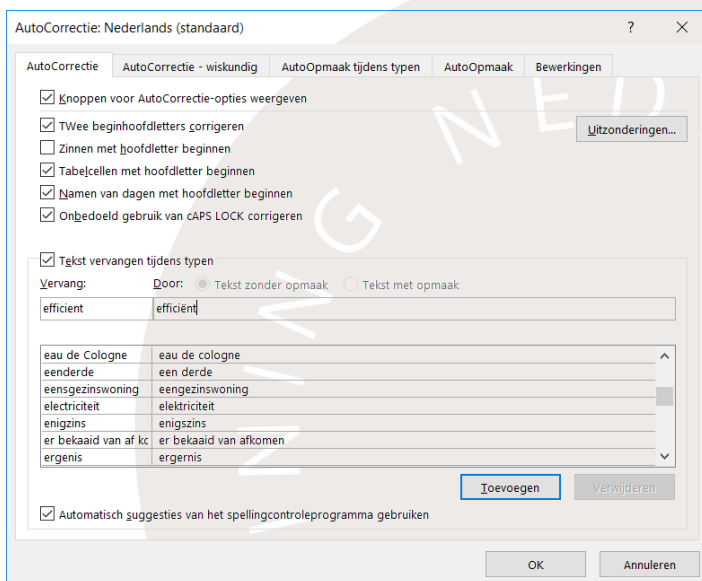 AutoCorrectie: Nederlands (standaard) ? ×
AutoCorrectie AutoCorrectie - wiskundig AutoOpmaak tijdens typen AutoOpmaak Bewerkingen
Knoppen voor AutoCorrectie-opties weergeven
TWee beginhoofdletters corrigeren
Uitzonderingen...
Zinnen met hoofdletter beginnen
Tabelcellen met hoofdletter beginnen
Namen van dagen met hoofdletter beginnen
Onbedoeld gebruik van cAPS LOCK corrigeren
Tekst vervangen tijdens typen
Vervang: Door: Tekst zonder opmaak Tekst met opmaak
efficient efficiënt
eau de Cologne eau de cologne
eenderde een derde
eensgezinswoning eengezinswoning
electriciteit elektriciteit
enigzins enigszins
er bekaaid van af kc er bekaaid van afkomen
ergenis ergernis
Toevoegen Verwijderen
Automatisch suggesties van het spellingcontroleprogramma gebruiken
OK Annuleren
INING NED